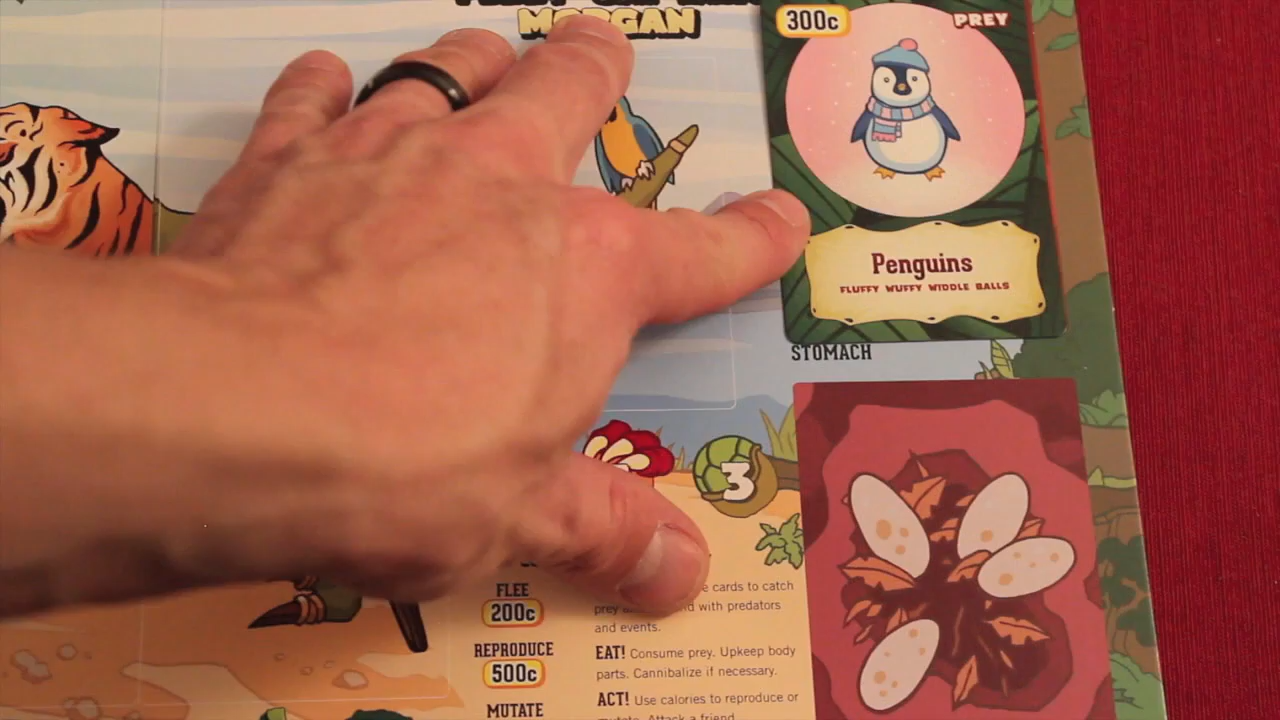 MORGAN
300c
PREY
Penguins
FLUFFY WUFFY WIDDLE BALLS
STOMACH
3
FLEE
200c
REPRODUCE
500c
MUTATE
cards to catch
prey with predators
and events.
EAT! Consume prey. Upkeep body
parts. Cannibalize if necessary.
ACT! Use calories to reproduce or
mutate. Attack a friend